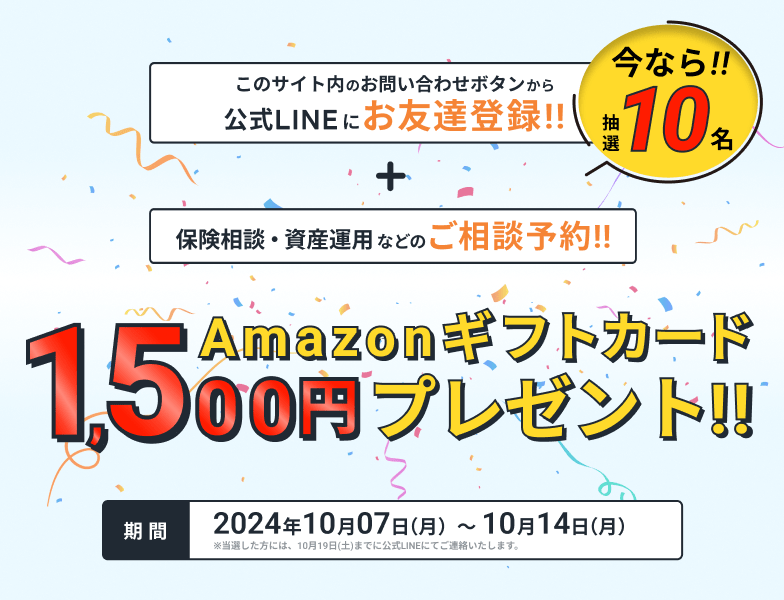 このサイト内のお問い合わせボタンから
公式LINEにお友達登録!!
今なら!!
抽選10名
+
保険相談・資産運用などのご相談予約!!
Amazonギフトカード
1,500円プレゼント!!
期間
2024年10月07日(月) ～ 10月14日(月)
※当選した方には、10月19日(土)までに公式LINEにてご連絡いたします。